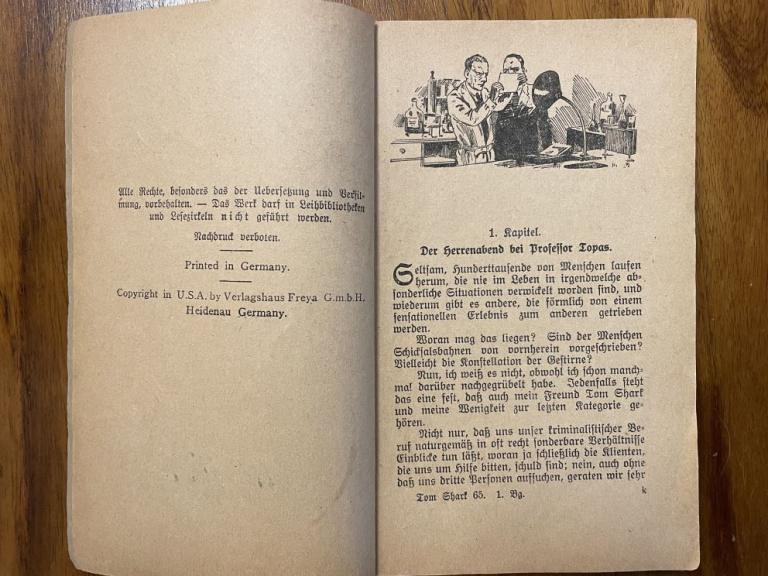 Alle Rechte, besonders das der Uebersetzung und Verfil-
mung, vorbehalten. — Das Werk darf in Leihbibliotheken
und Lesezirkeln nicht geführt werden.
Nachdruck verboten.
Printed in Germany.
Copyright in U.S.A. by Verlagshaus Freya G.m.b.H.
Heidenau Germany.
1. Kapitel.
Der Herrenabend bei Professor Topas.
Seltsam, Hunderttausende von Menschen laufen
herum, die nie im Leben in irgendwelche ab-
sonderliche Situationen verwickelt worden sind, und
wiederum gibt es andere, die förmlich von einem
sensationellen Erlebnis zum anderen getrieben
werden.
Woran mag das liegen? Sind der Menschen
Schicksalsbahnen von vornherein vorgeschrieben?
Vielleicht die Konstellation der Gestirne?
Nun, ich weiß es nicht, obwohl ich schon manch-
mal darüber nachgegrübelt habe. Jedenfalls steht
das eine fest, daß auch mein Freund Tom Shark
und meine Wenigkeit zur letzten Kategorie ge-
hören.
Nicht nur, daß uns unser kriminalistischer Be-
ruf naturgemäß in oft recht sonderbare Verhältnisse
Einblicke tun läßt, woran ja schließlich die Klienten,
die uns um Hilfe bitten, schuld sind; nein, auch ohne
daß uns dritte Personen aufsuchen, geraten wir sehr
Tom Shark 65. 1. Bg. k